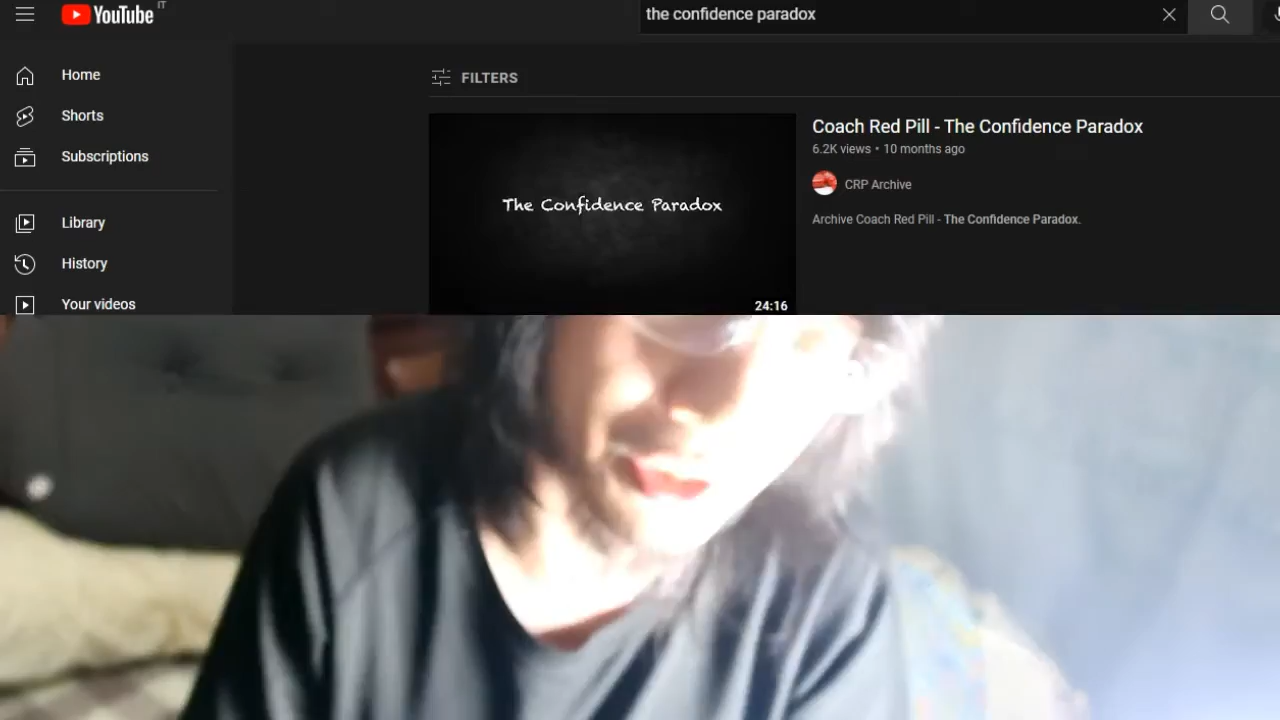 YouTube IT
the confidence paradox
Home
Shorts
Subscriptions
Library
History
Your videos
FILTERS
The Confidence Paradox
24:16
Coach Red Pill - The Confidence Paradox
6.2K views • 10 months ago
CRP Archive
Archive Coach Red Pill - The Confidence Paradox.